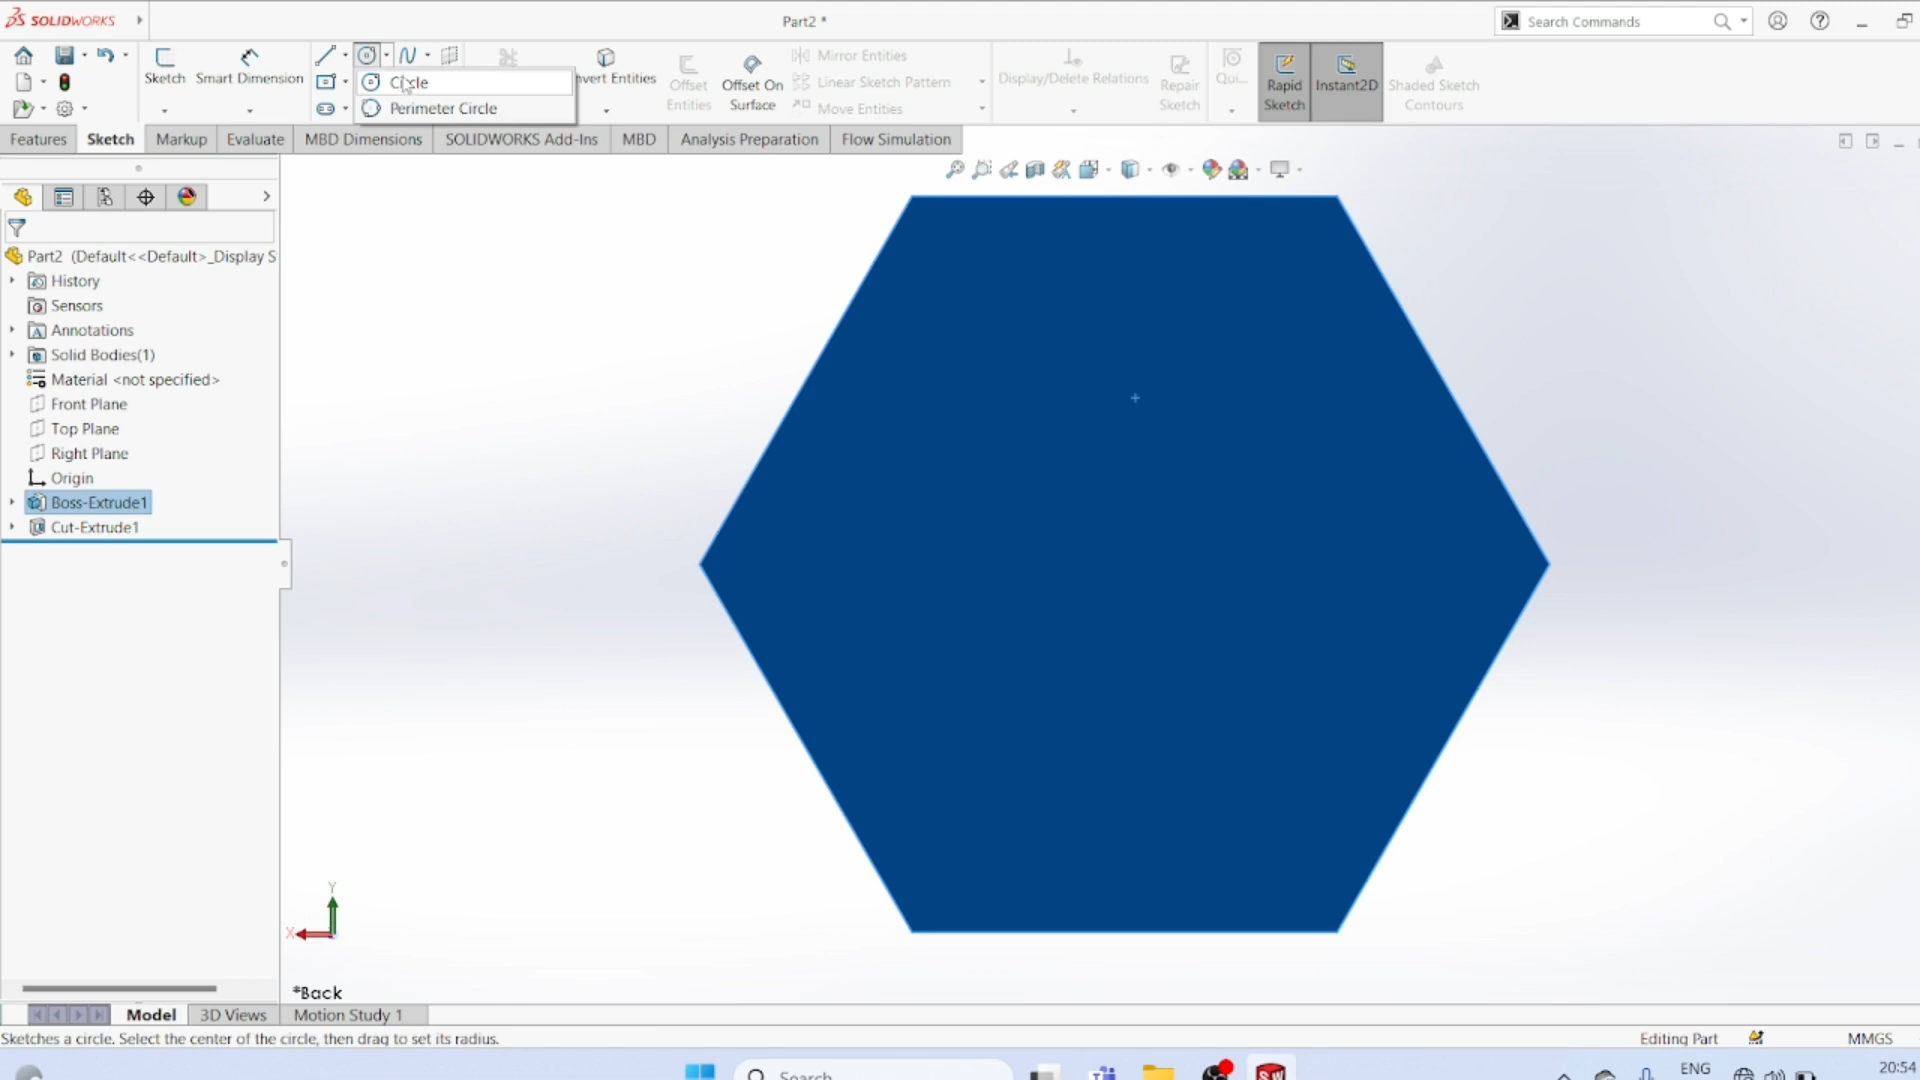 SOLIDWORKS
Part2 *
Search Commands
Sketch
Smart Dimension
Circle
Perimeter Circle
nvert Entities
Offset Entities
Offset On Surface
Mirror Entities
Linear Sketch Pattern
Move Entities
Display/Delete Relations
Repair Sketch
Qui...
Rapid Sketch
Instant2D
Shaded Sketch Contours
Features
Sketch
Markup
Evaluate
MBD Dimensions
SOLIDWORKS Add-Ins
MBD
Analysis Preparation
Flow Simulation
Part2 (Default<<Default>_Display S
History
Sensors
Annotations
Solid Bodies(1)
Material <not specified>
Front Plane
Top Plane
Right Plane
Origin
Boss-Extrude1
Cut-Extrude1
Y
X
*Back
Model
3D Views
Motion Study 1
Sketches a circle. Select the center of the circle, then drag to set its radius.
Editing Part
MMGS
Search
ENG
20:54